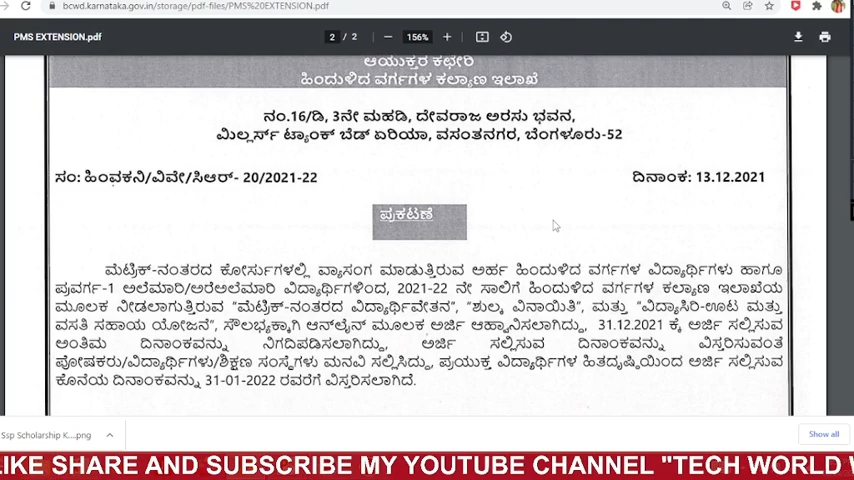 bcwd.karnataka.gov.in/storage/pdf-files/PMS%20EXTENSION.pdf
PMS EXTENSION.pdf
2 / 2
156%
ಆಯುಕ್ತರ ಕಛೇರಿ
ಹಿಂದುಳಿದ ವರ್ಗಗಳ ಕಲ್ಯಾಣ ಇಲಾಖೆ
ನಂ.16/ಡಿ, 3ನೇ ಮಹಡಿ, ದೇವರಾಜ ಅರಸು ಭವನ,
ಮಿಲ್ಲರ್ಸ್ ಟ್ಯಾಂಕ್ ಬೆಡ್ ಏರಿಯಾ, ವಸಂತನಗರ, ಬೆಂಗಳೂರು-52
ಸಂ: ಹಿಂವಕನಿ/ವಿವೇ/ಸಿಆರ್- 20/2021-22 ದಿನಾಂಕ: 13.12.2021
ಪ್ರಕಟಣೆ
ಮೆಟ್ರಿಕ್-ನಂತರದ ಕೋರ್ಸುಗಳಲ್ಲಿ ವ್ಯಾಸಂಗ ಮಾಡುತ್ತಿರುವ ಅರ್ಹ ಹಿಂದುಳಿದ ವರ್ಗಗಳ ವಿದ್ಯಾರ್ಥಿಗಳು ಹಾಗೂ
ಪ್ರವರ್ಗ-1 ಅಲೆಮಾರಿ/ಅರೆಅಲೆಮಾರಿ ವಿದ್ಯಾರ್ಥಿಗಳಿಂದ, 2021-22 ನೇ ಸಾಲಿಗೆ ಹಿಂದುಳಿದ ವರ್ಗಗಳ ಕಲ್ಯಾಣ ಇಲಾಖೆಯ
ಮೂಲಕ ನೀಡಲಾಗುತ್ತಿರುವ "ಮೆಟ್ರಿಕ್-ನಂತರದ ವಿದ್ಯಾರ್ಥಿವೇತನ", "ಶುಲ್ಕ ವಿನಾಯಿತಿ", ಮತ್ತು "ವಿದ್ಯಾಸಿರಿ-ಊಟ ಮತ್ತು
ವಸತಿ ಸಹಾಯ ಯೋಜನೆ", ಸೌಲಭ್ಯಕ್ಕಾಗಿ ಆನ್‌ಲೈನ್ ಮೂಲಕ ಅರ್ಜಿ ಆಹ್ವಾನಿಸಲಾಗಿದ್ದು, 31.12.2021 ಕ್ಕೆ ಅರ್ಜಿ ಸಲ್ಲಿಸುವ
ಅಂತಿಮ ದಿನಾಂಕವನ್ನು ನಿಗದಿಪಡಿಸಲಾಗಿದ್ದು, ಅರ್ಜಿ ಸಲ್ಲಿಸುವ ದಿನಾಂಕವನ್ನು ವಿಸ್ತರಿಸುವಂತೆ
ಪೋಷಕರು/ವಿದ್ಯಾರ್ಥಿಗಳು/ಶಿಕ್ಷಣ ಸಂಸ್ಥೆಗಳು ಮನವಿ ಸಲ್ಲಿಸಿದ್ದು, ಪ್ರಯುಕ್ತ ವಿದ್ಯಾರ್ಥಿಗಳ ಹಿತದೃಷ್ಠಿಯಿಂದ ಅರ್ಜಿ ಸಲ್ಲಿಸುವ
ಕೊನೆಯ ದಿನಾಂಕವನ್ನು 31-01-2022 ರವರೆಗೆ ವಿಸ್ತರಿಸಲಾಗಿದೆ.
Ssp Scholarship K....png
Show all
LIKE SHARE AND SUBSCRIBE MY YOUTUBE CHANNEL "TECH WORLD